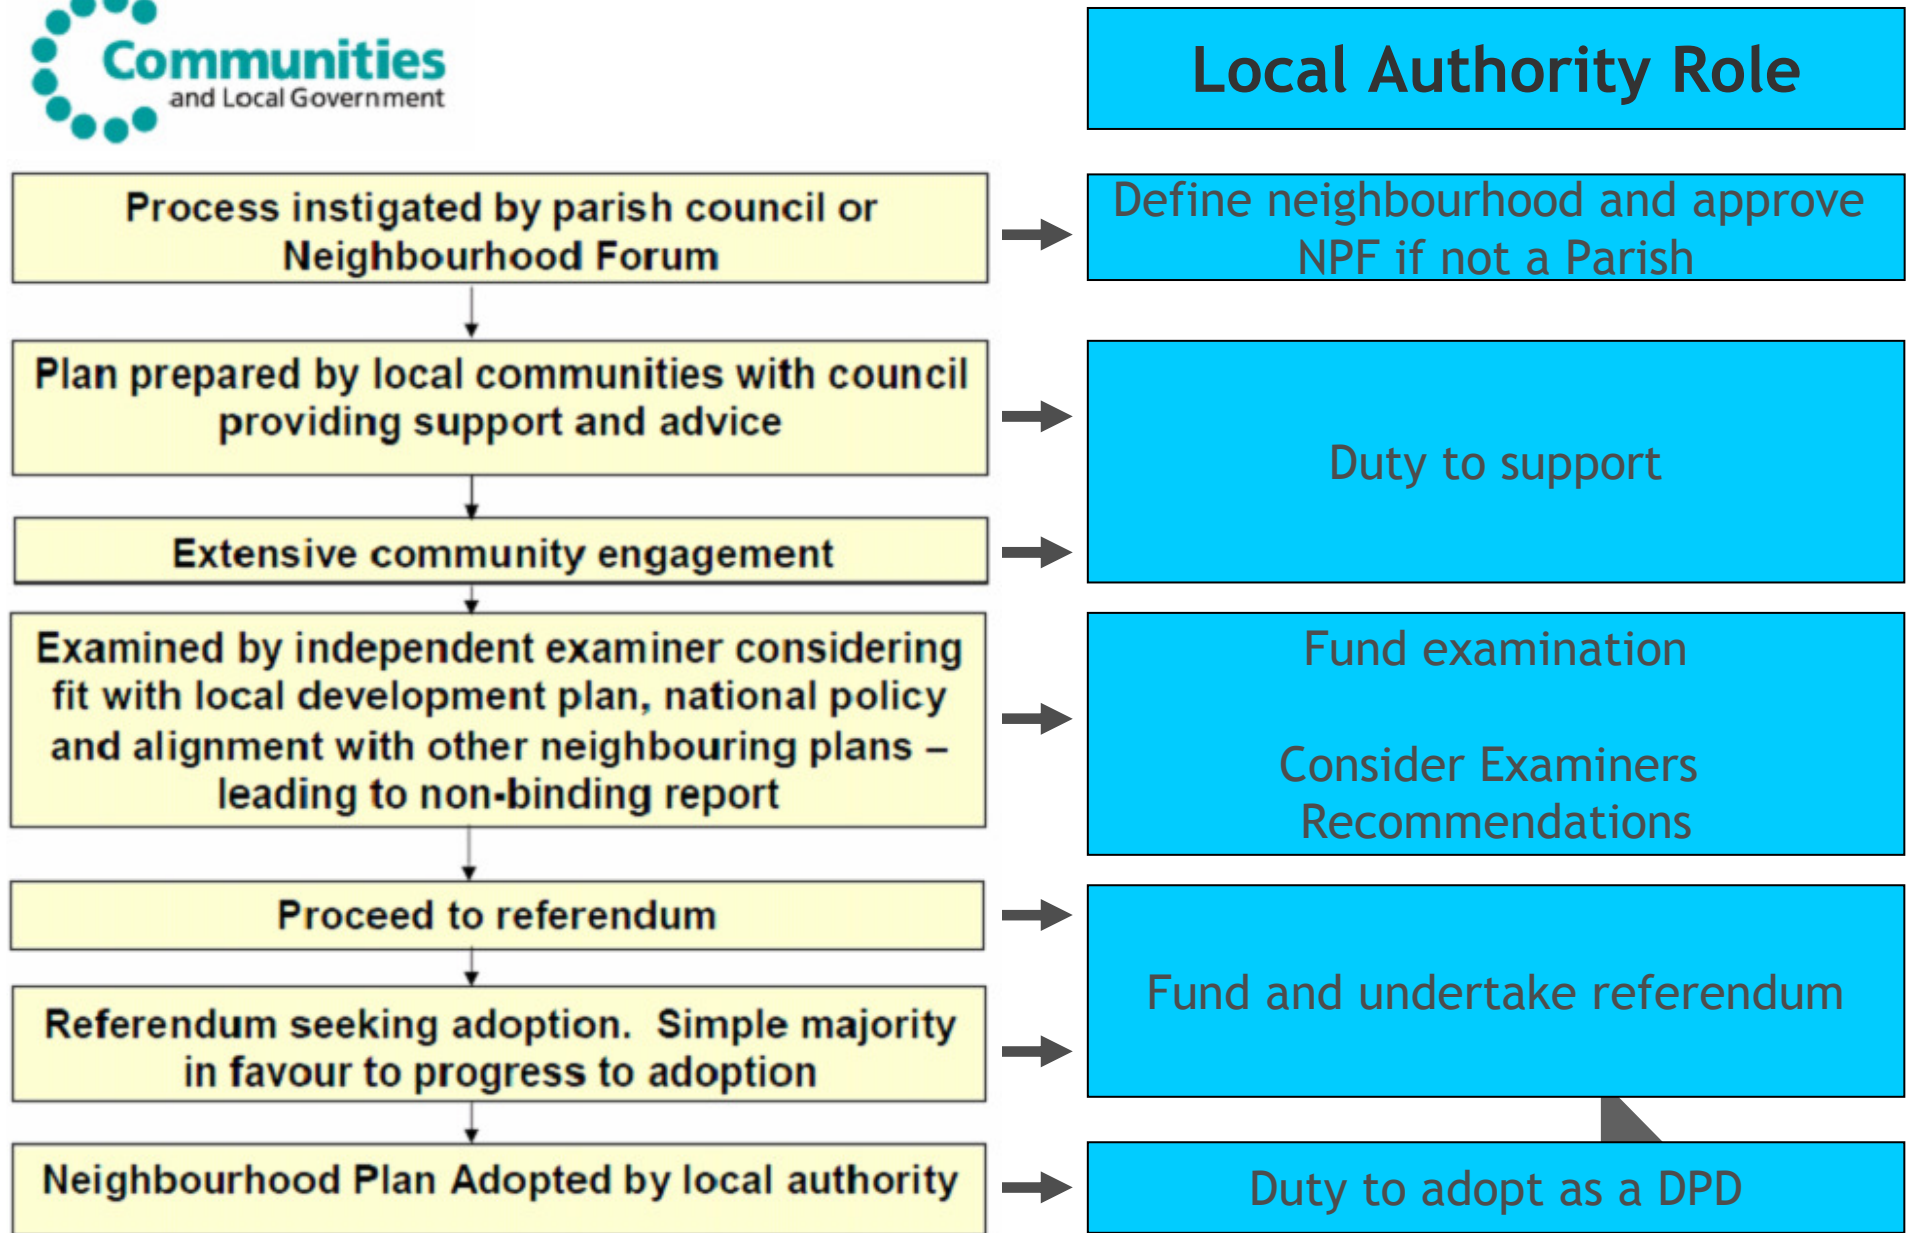 Communities
and Local Government
Local Authority Role
Process instigated by parish council or
Neighbourhood Forum
Define neighbourhood and approve
NPF if not a Parish
Plan prepared by local communities with council
providing support and advice
Duty to support
Extensive community engagement
Examined by independent examiner considering
fit with local development plan, national policy
and alignment with other neighbouring plans –
leading to non-binding report
Fund examination
Consider Examiners
Recommendations
Proceed to referendum
Fund and undertake referendum
Referendum seeking adoption. Simple majority
in favour to progress to adoption
Neighbourhood Plan Adopted by local authority
Duty to adopt as a DPD